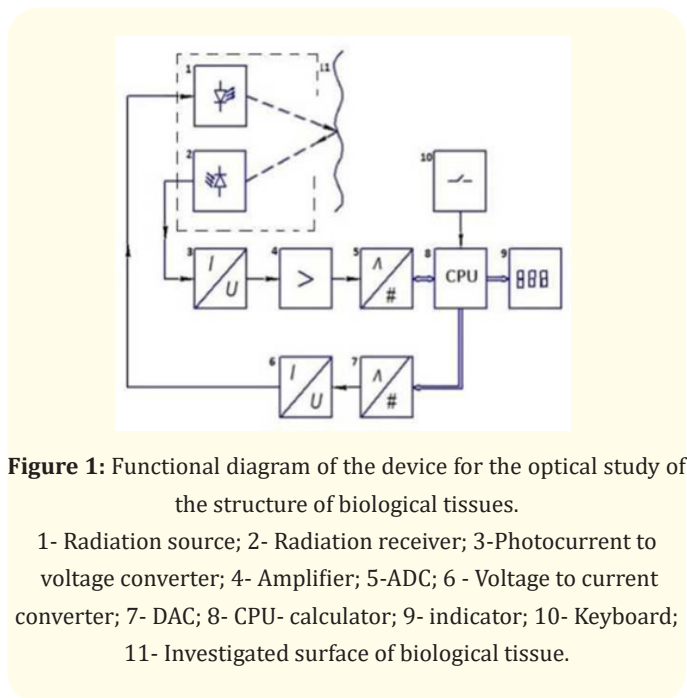 1
11
2
10
3
I
U
4
>
5
Λ
#
8
CPU
9
888
6
I
U
7
Λ
#
Figure 1: Functional diagram of the device for the optical study of
the structure of biological tissues.
1- Radiation source; 2- Radiation receiver; 3-Photocurrent to
voltage converter; 4- Amplifier; 5-ADC; 6 - Voltage to current
converter; 7- DAC; 8- CPU- calculator; 9- indicator; 10- Keyboard;
11- Investigated surface of biological tissue.